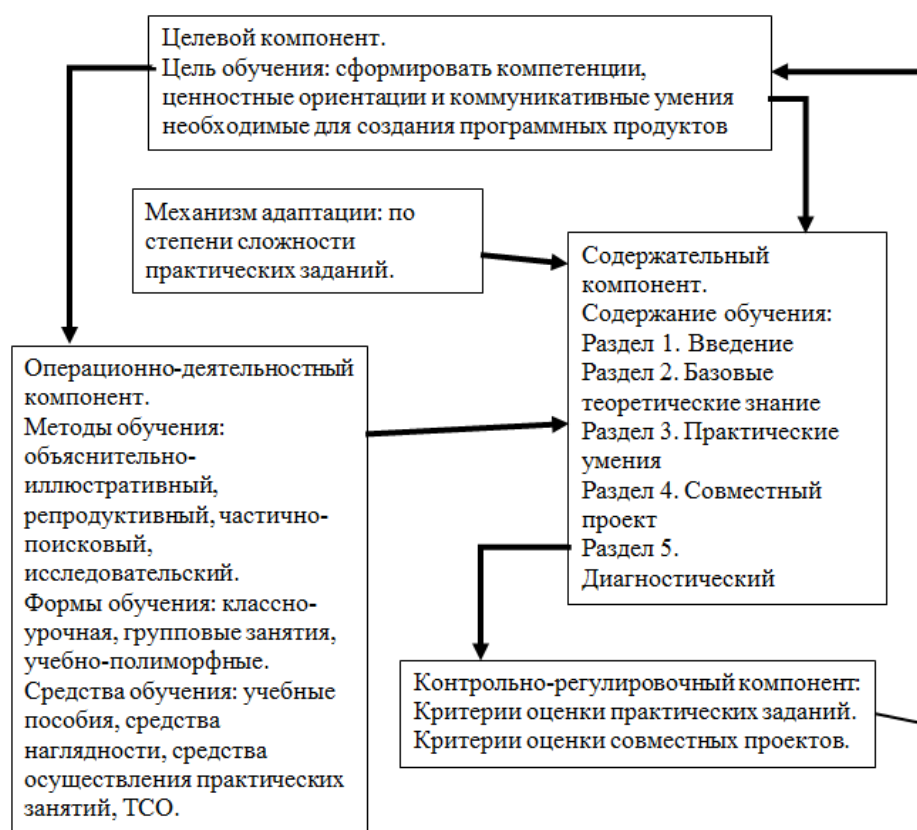 Целевой компонент.
Цель обучения: сформировать компетенции,
ценностные ориентации и коммуникативные умения
необходимые для создания программных продуктов
Механизм адаптации: по
степени сложности
практических заданий.
Содержательный
компонент.
Содержание обучения:
Раздел 1. Введение
Раздел 2. Базовые
теоретические знание
Раздел 3. Практические
умения
Раздел 4. Совместный
проект
Раздел 5.
Диагностический
Операционно-деятельностный
компонент.
Методы обучения:
объяснительно-
иллюстративный,
репродуктивный, частично-
поисковый,
исследовательский.
Формы обучения: классно-
урочная, групповые занятия,
учебно-полиморфные.
Средства обучения: учебные
пособия, средства
наглядности, средства
осуществления практических
занятий, ТСО.
Контрольно-регулировочный компонент:
Критерии оценки практических заданий.
Критерии оценки совместных проектов.